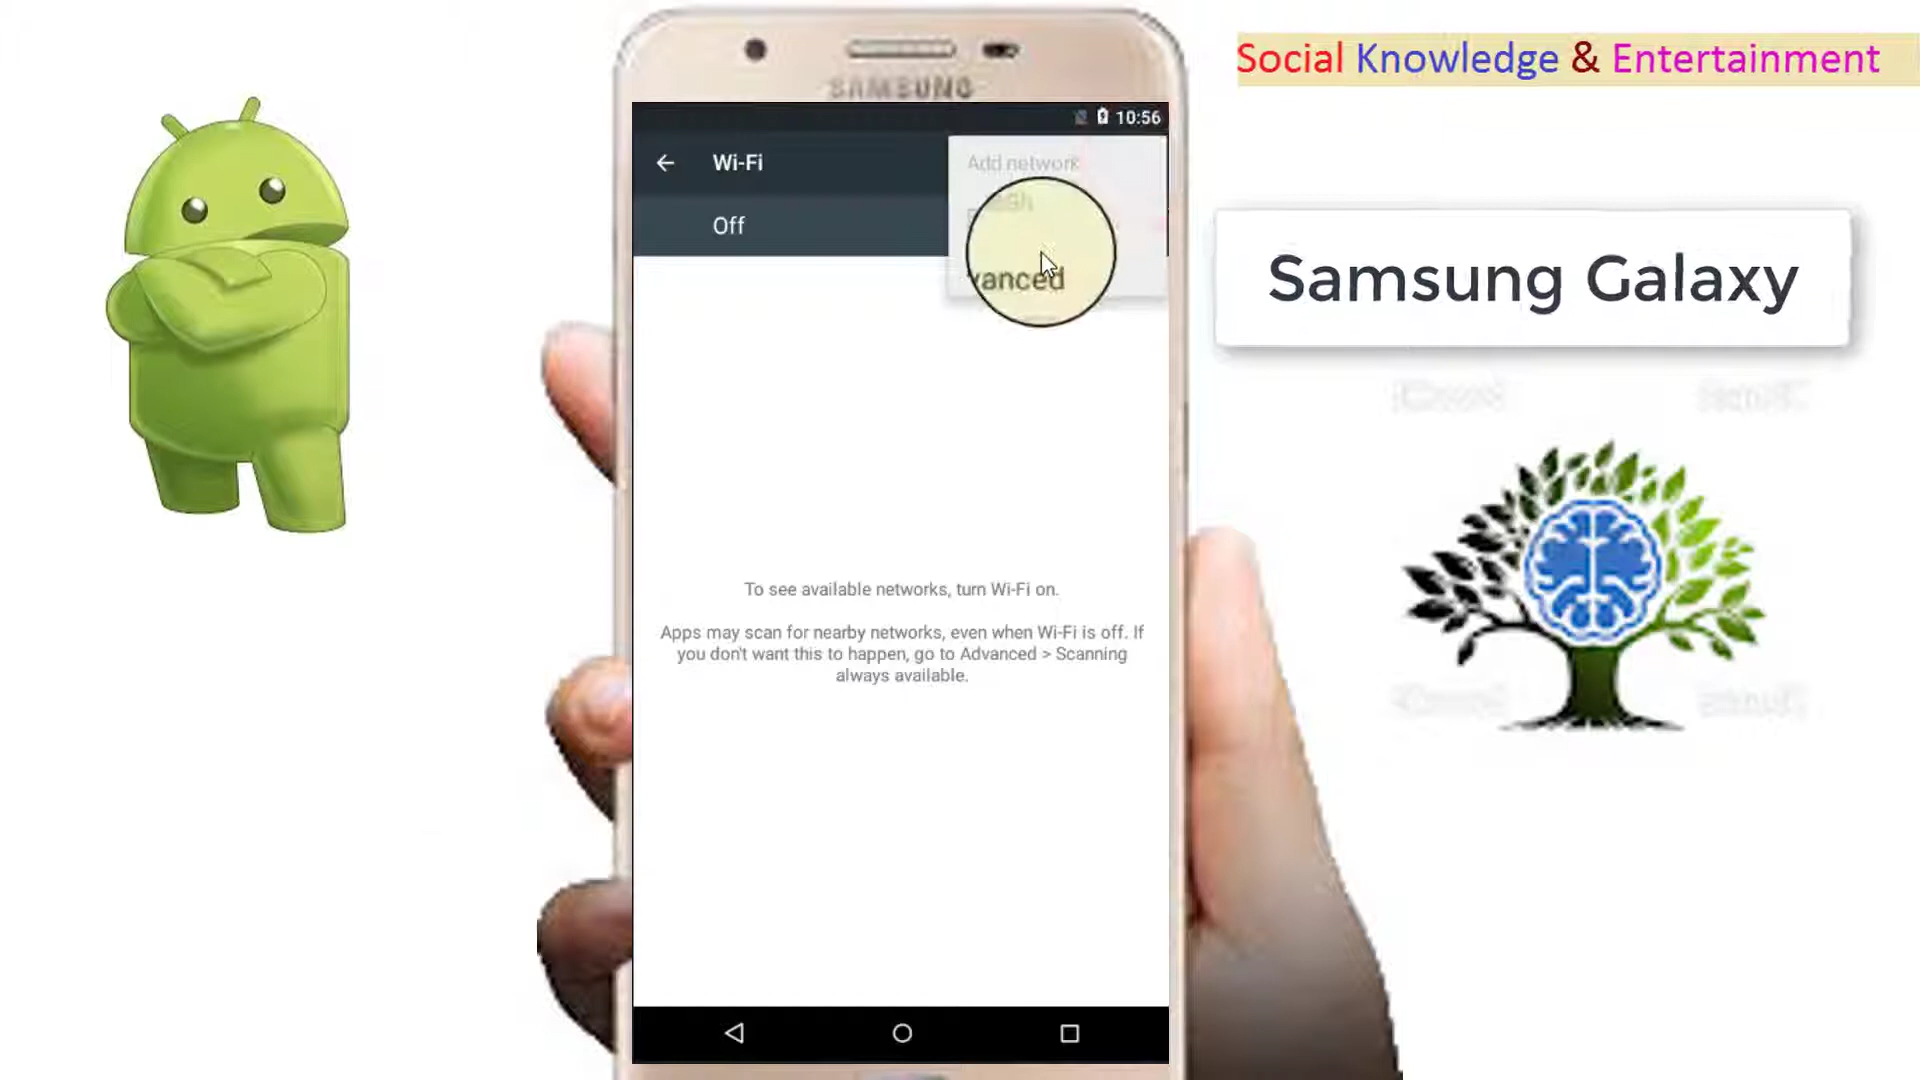 Social Knowledge & Entertainment
SAMSUNG
10:56
Wi-Fi
Add network
Off
vanced
Samsung Galaxy
To see available networks, turn Wi-Fi on.
Apps may scan for nearby networks, even when Wi-Fi is off. If
you don't want this to happen, go to Advanced > Scanning
always available.